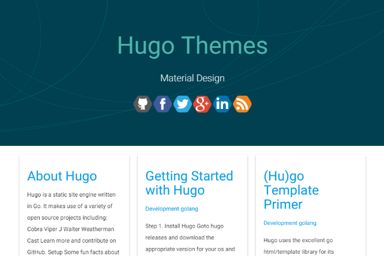 Hugo Themes
Material Design
About Hugo
Hugo is a static site engine written
in Go. It makes use of a variety of
open source projects including:
Cobra Viper J Walter Weatherman
Cast Learn more and contribute on
GitHub. Setup Some fun facts about
Getting Started
with Hugo
Development golang
Step 1. Install Hugo Goto hugo
releases and download the
appropriate version for your os and
(Hu)go
Template
Primer
Development golang
Hugo uses the excellent go
html/template library for its